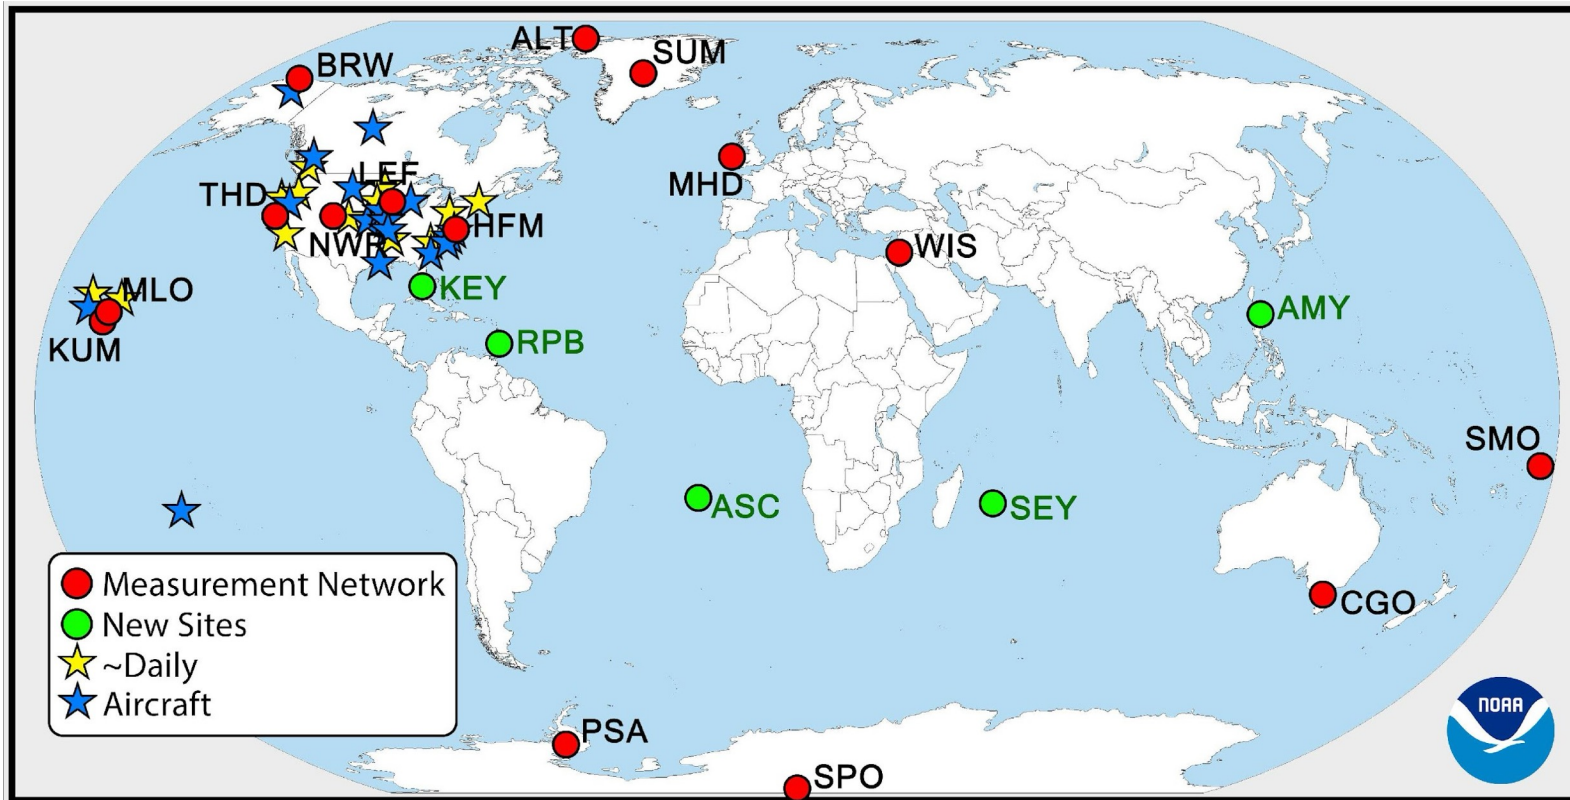 ALT
SUM
BRW
LEF
MHD
THD
HFM
NWR
WIS
MLO
KEY
AMY
KUM
RPB
SMO
ASC
SEY
Measurement Network
New Sites
~Daily
Aircraft
CGO
NOAA
PSA
SPO